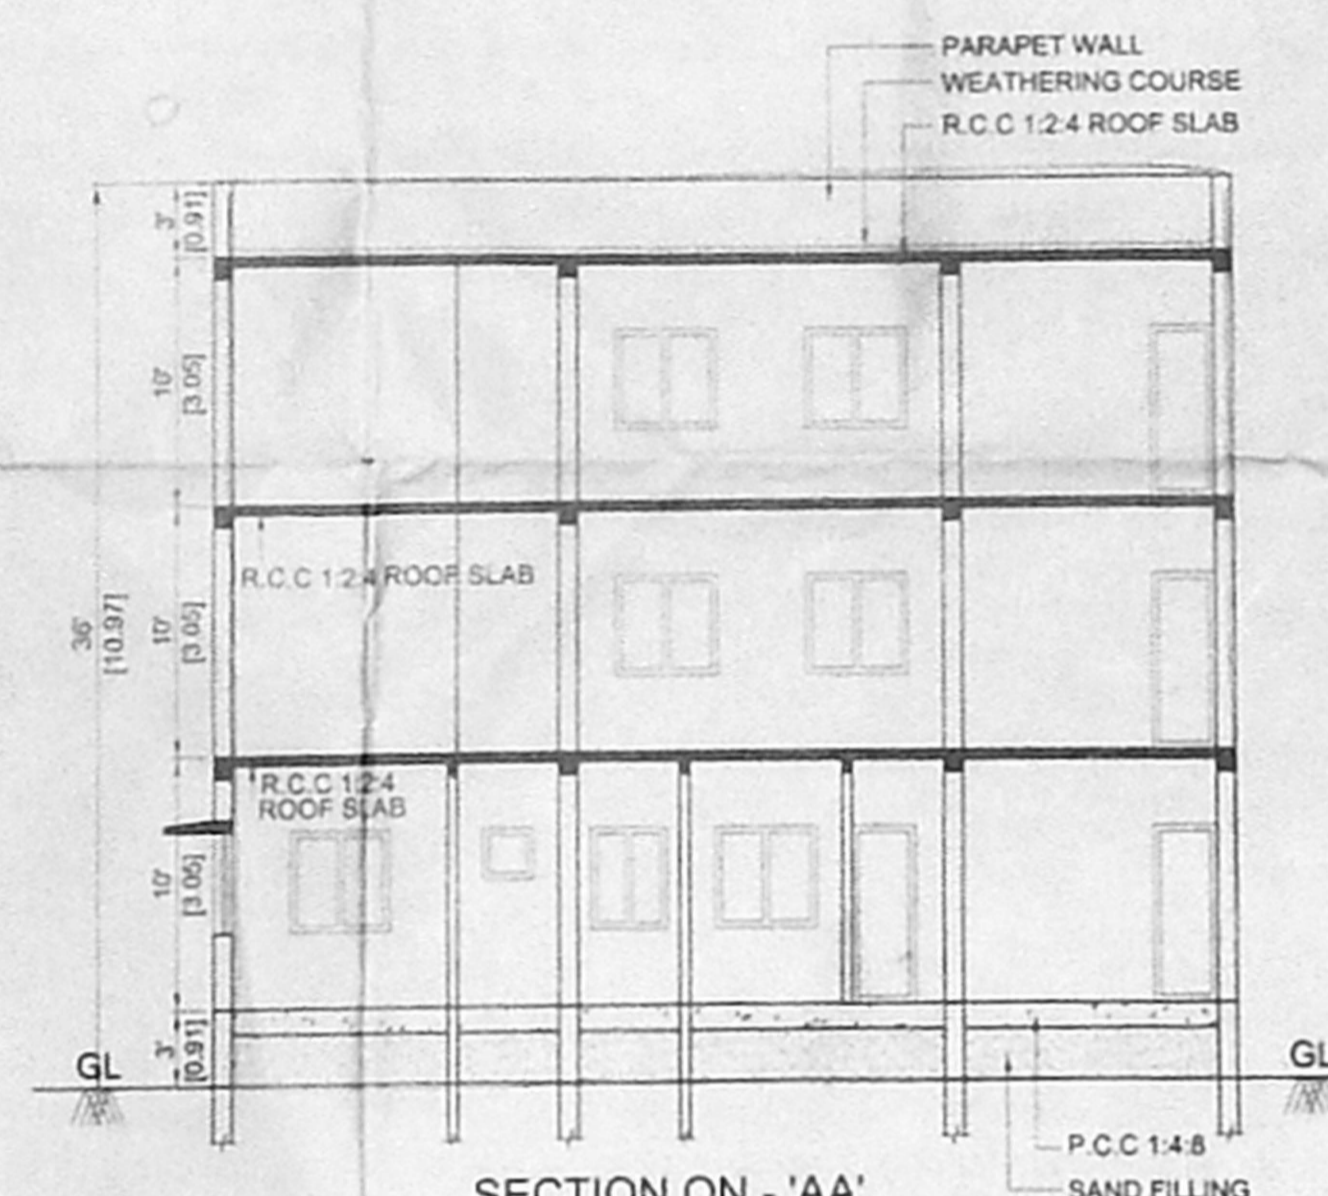 PARAPET WALL
WEATHERING COURSE
R.C.C 1:2:4 ROOF SLAB
3'
[0.91]
10'
[3.05]
R.C.C 1:2:4 ROOF SLAB
36'
[10.97]
10'
[3.05]
R.C.C 1:2:4
ROOF SLAB
10'
[3.05]
3'
[0.91]
GL
GL
P.C.C 1:4:8
SAND FILLING
SECTION ON - 'AA'